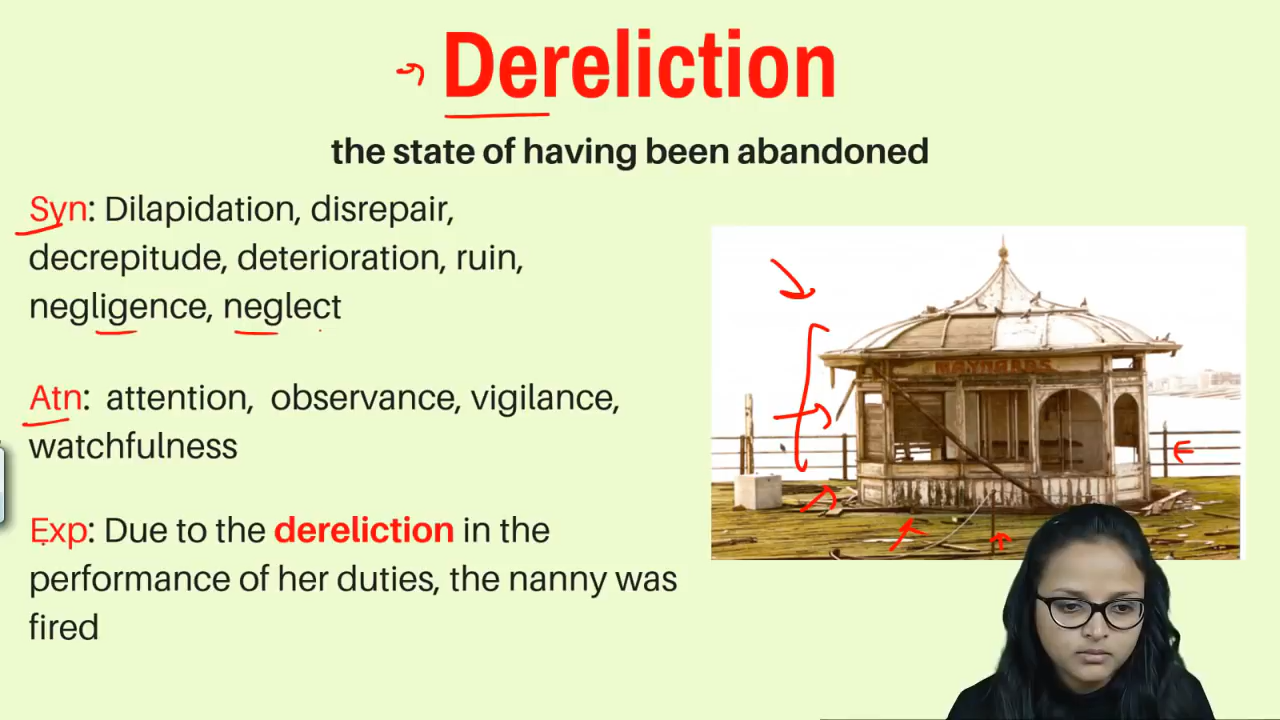 Dereliction
the state of having been abandoned
Syn: Dilapidation, disrepair,
decrepitude, deterioration, ruin,
negligence, neglect
Atn: attention, observance, vigilance,
watchfulness
Exp: Due to the dereliction in the
performance of her duties, the nanny was
fired
MAYNARDS